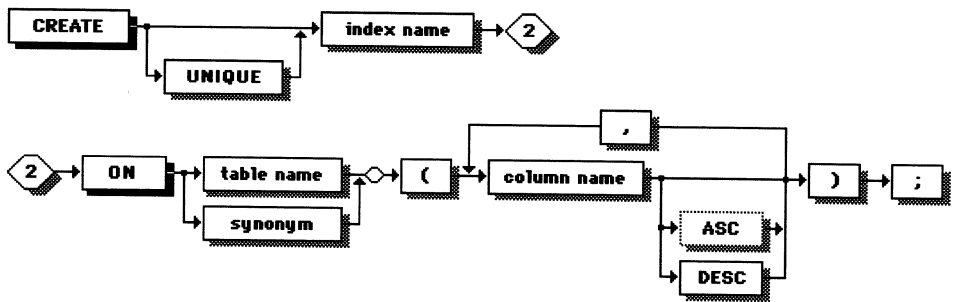 CREATE index name 2
UNIQUE
,
2 ON table name ( column name ) ;
synonym ASC
DESC